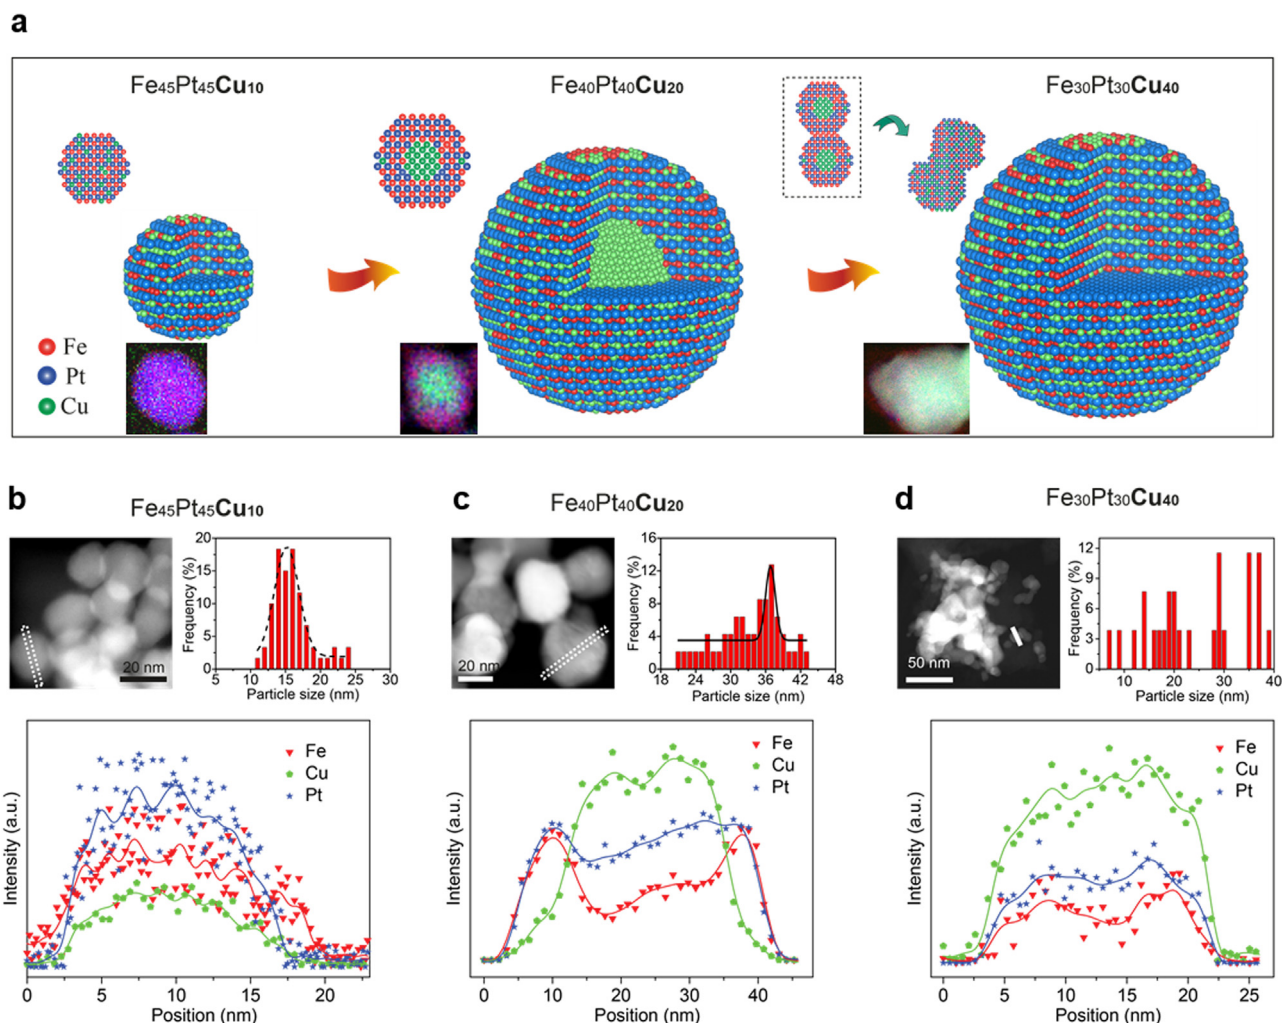 a
Fe45Pt45Cu10
Fe40Pt40Cu20
Fe30Pt30Cu40
Fe
Pt
Cu
b
Fe45Pt45Cu10
20 nm
Frequency (%)
20
15
10
5
0
5 10 15 20 25 30
Particle size (nm)
Intensity (a.u.)
Fe
Cu
Pt
0 5 10 15 20
Position (nm)
c
Fe40Pt40Cu20
20 nm
Frequency (%)
16
12
8
4
0
18 24 30 36 42 48
Particle size (nm)
Intensity (a.u.)
Fe
Cu
Pt
0 10 20 30 40
Position (nm)
d
Fe30Pt30Cu40
50 nm
Frequency (%)
12
9
6
3
0
10 20 30 40
Particle size (nm)
Intensity (a.u.)
Fe
Cu
Pt
0 5 10 15 20 25
Position (nm)